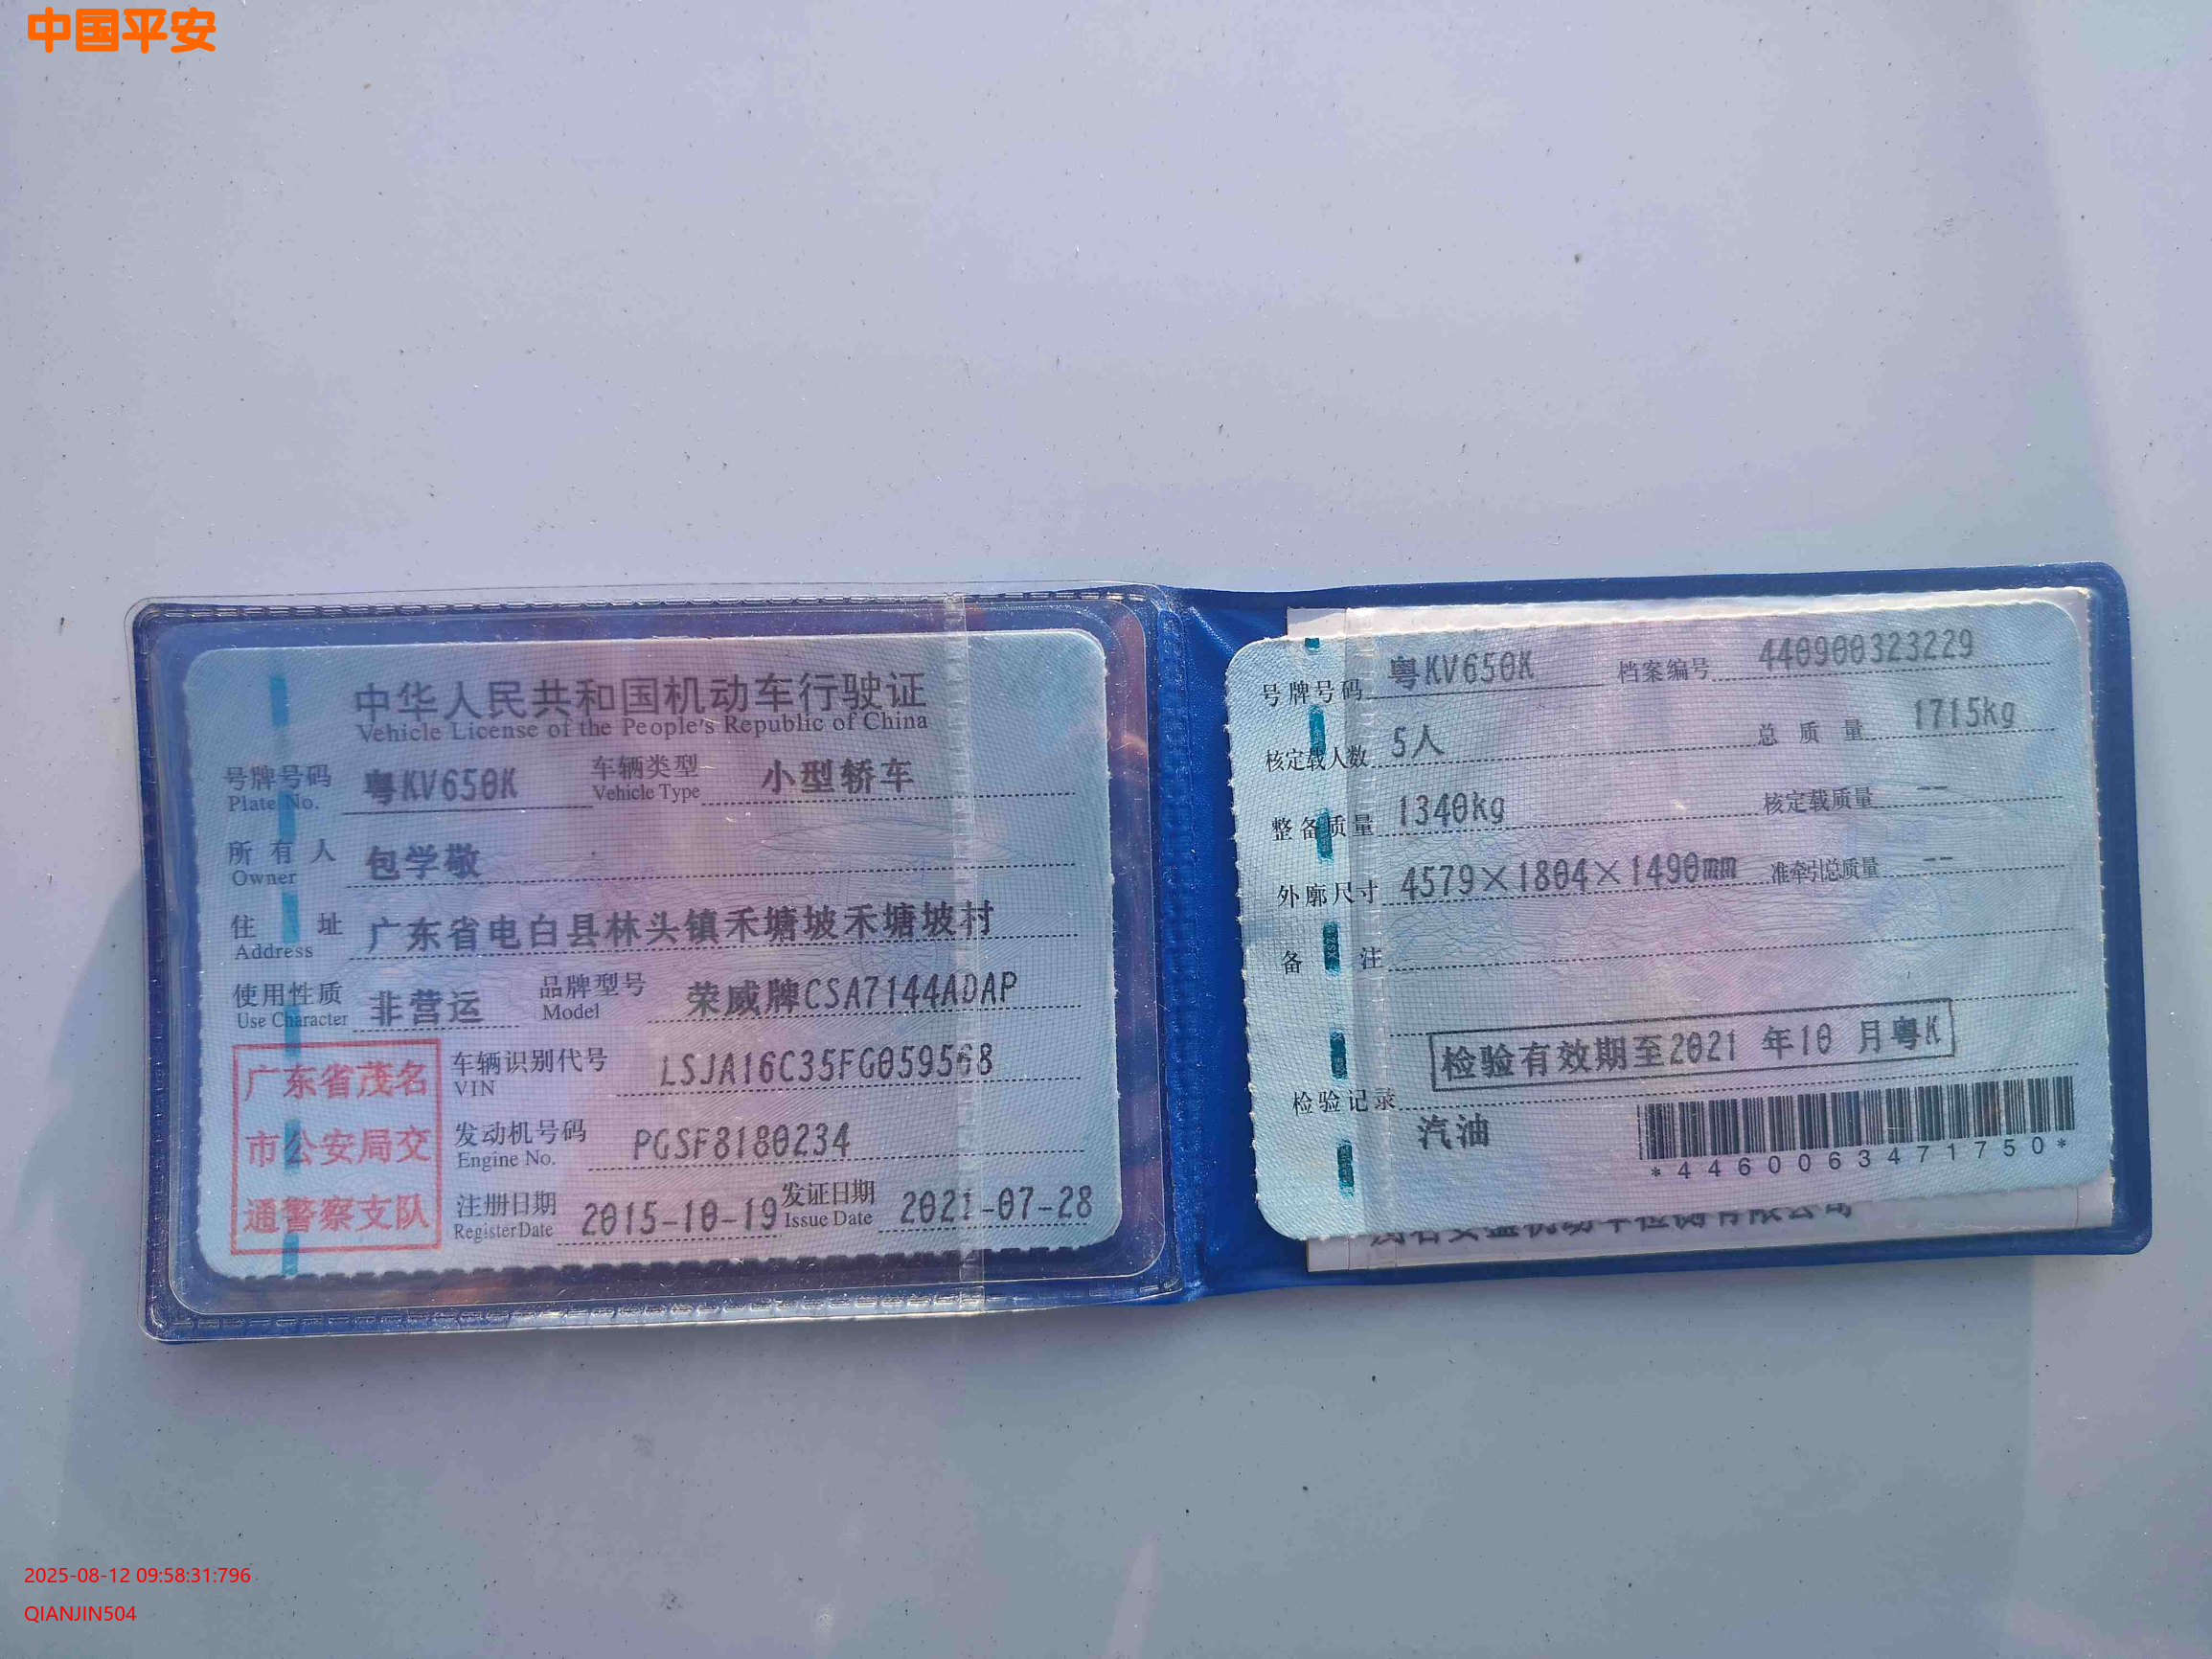 中国平安
中华人民共和国机动车行驶证
Vehicle License of the People's Republic of China
号牌号码 粤KV650K 车辆类型 小型轿车
Plate No. Vehicle Type
所有人 包学敬
Owner
住址 广东省电白县林头镇禾塘坡禾塘坡村
Address
使用性质 非营运 品牌型号 荣威牌CSA7144ADAP
Use Character Model
广东省茂名
市公安局交
通警察支队
车辆识别代号 LSJA16C35FG059568
VIN
发动机号码 PGSF8180234
Engine No.
注册日期 2015-10-19 发证日期 2021-07-28
Register Date Issue Date
号牌号码 粤KV650K 档案编号 440900323229
核定载人数 5人 总质量 1715kg
整备质量 1340kg 核定载质量 --
外廓尺寸 4579×1804×1490mm 准牵引总质量 --
备注
检验有效期至2021 年10 月粤K
检验记录
汽油
*4460063471750*
2025-08-12 09:58:31:796
QIANJIN504